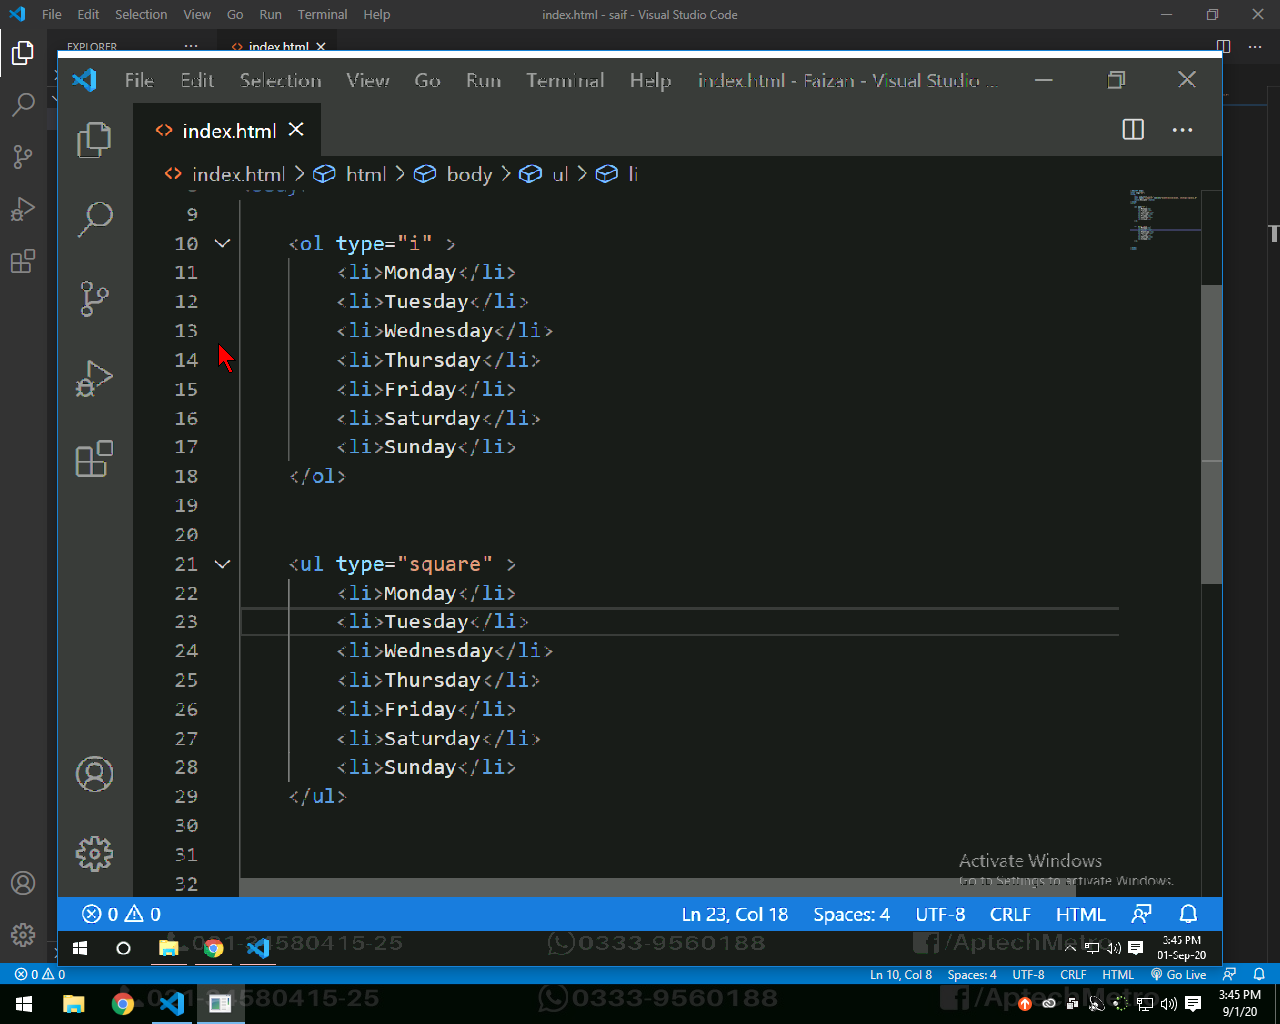 File Edit Selection View Go Run Terminal Help index.html - saif - Visual Studio Code
EXPLORER ... index.html
File Edit Selection View Go Run Terminal Help index.html - Faizan - Visual Studio ...
index.html
index.html > html > body > ul > li
9
10 <ol type="i" >
11 <li>Monday</li>
12 <li>Tuesday</li>
13 <li>Wednesday</li>
14 <li>Thursday</li>
15 <li>Friday</li>
16 <li>Saturday</li>
17 <li>Sunday</li>
18 </ol>
19
20
21 <ul type="square" >
22 <li>Monday</li>
23 <li>Tuesday</li>
24 <li>Wednesday</li>
25 <li>Thursday</li>
26 <li>Friday</li>
27 <li>Saturday</li>
28 <li>Sunday</li>
29 </ul>
30
31
32
Activate Windows
Go to Settings to activate Windows.
0 0 Ln 23, Col 18 Spaces: 4 UTF-8 CRLF HTML
0333-9560188 /AptechMetro
3:45 PM
01-Sep-20
0 0 Ln 10, Col 8 Spaces: 4 UTF-8 CRLF HTML Go Live
0333-9560188 /AptechMetro
3:45 PM
9/1/20